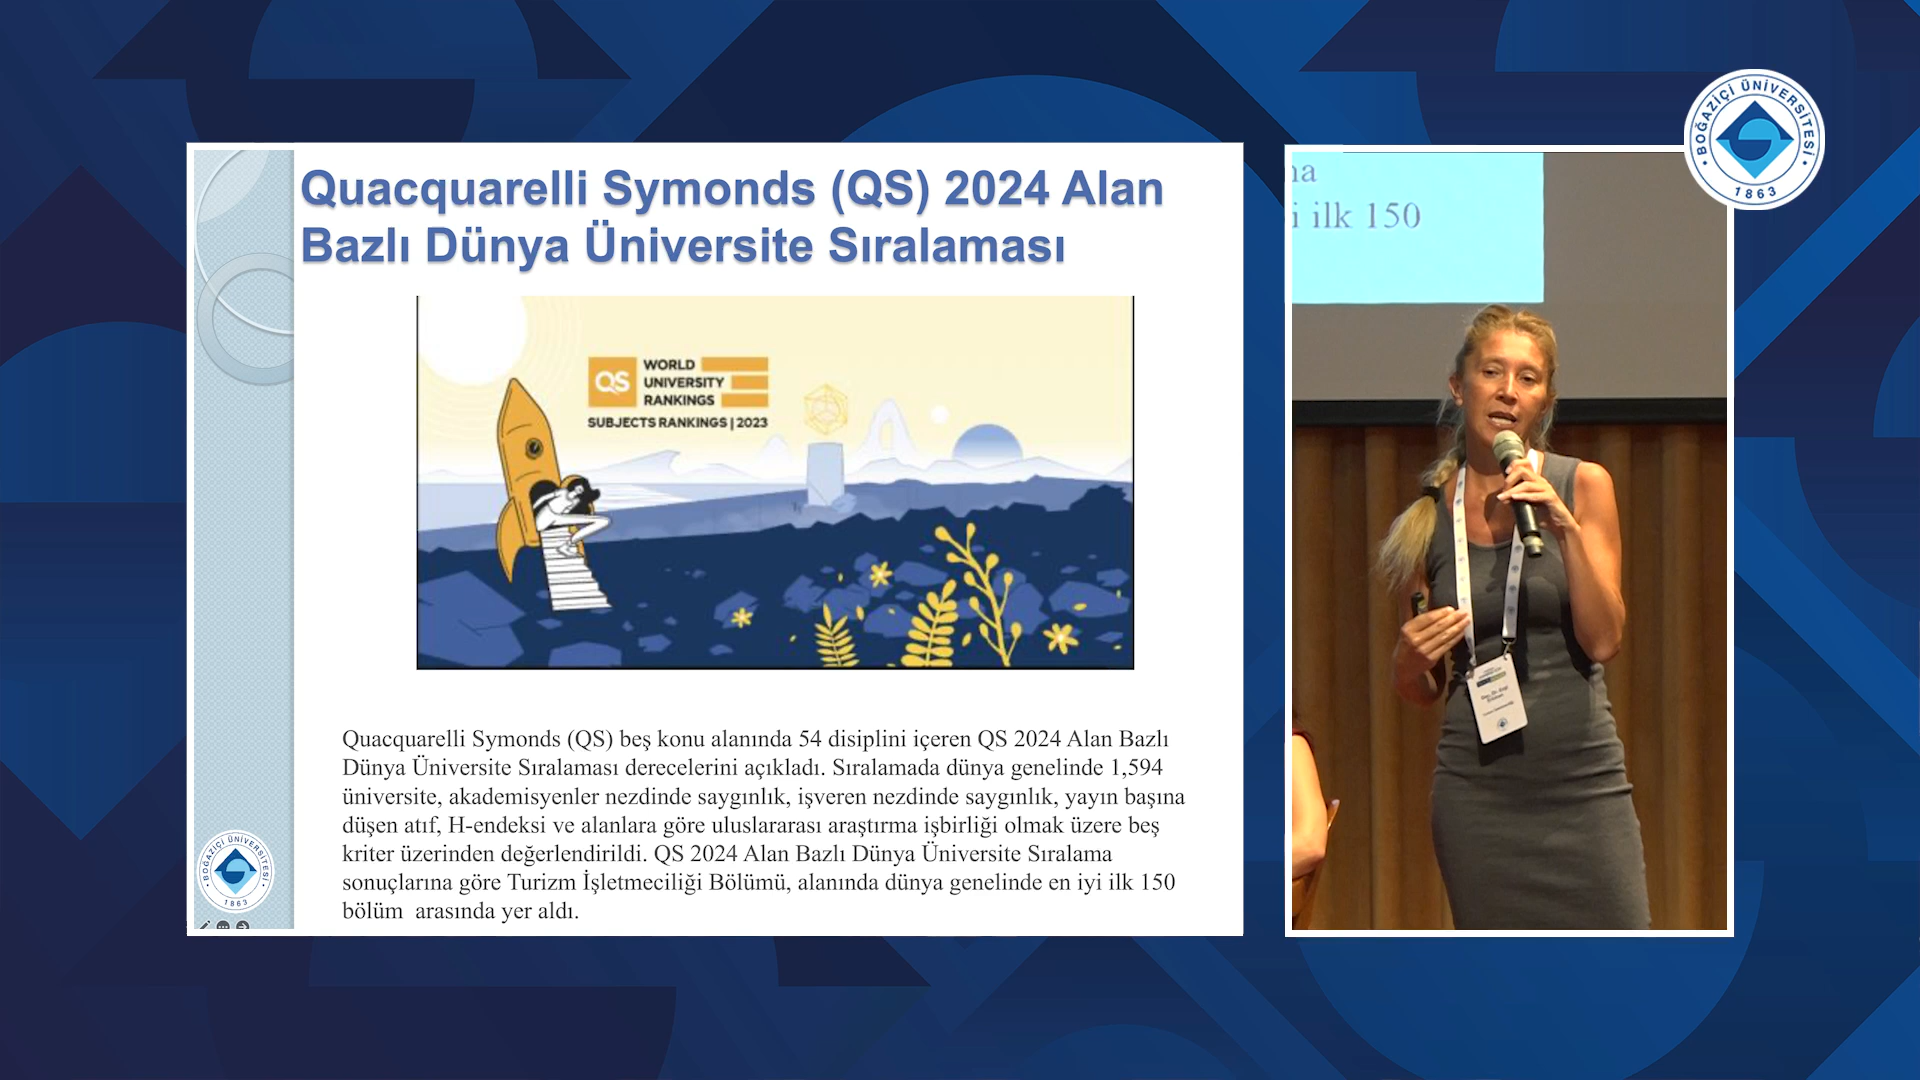 Quacquarelli Symonds (QS) 2024 Alan
Bazlı Dünya Üniversite Sıralaması
QS
WORLD
UNIVERSITY
RANKINGS
SUBJECTS RANKINGS | 2023
Quacquarelli Symonds (QS) beş konu alanında 54 disiplini içeren QS 2024 Alan Bazlı
Dünya Üniversite Sıralaması derecelerini açıkladı. Sıralamada dünya genelinde 1,594
üniversite, akademisyenler nezdinde saygınlık, işveren nezdinde saygınlık, yayın başına
düşen atıf, H-endeksi ve alanlara göre uluslararası araştırma işbirliği olmak üzere beş
kriter üzerinden değerlendirildi. QS 2024 Alan Bazlı Dünya Üniversite Sıralama
sonuçlarına göre Turizm İşletmeciliği Bölümü, alanında dünya genelinde en iyi ilk 150
bölüm  arasında yer aldı.
BOĞAZİÇİ ÜNİVERSİTESİ
1863
na
i ilk 150
BOĞAZİÇİ ÜNİVERSİTESİ
1863